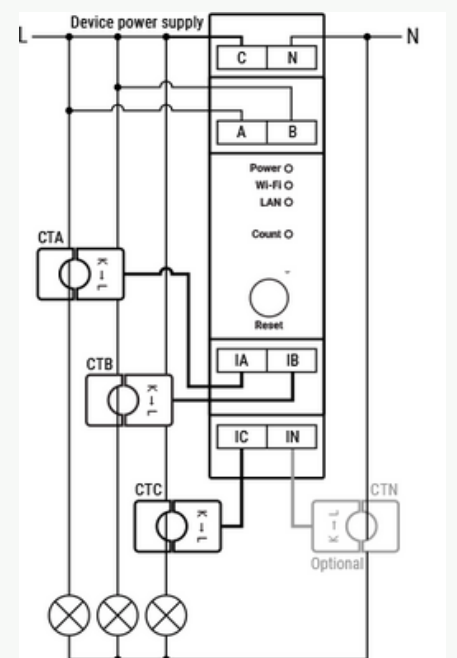 Device power supply
L
N
C N
A B
Power
Wi-Fi
LAN
Count
CTA
K→L
Reset
CTB
K→L
IA IB
IC IN
CTC
K→L
CTN
K→L
Optional